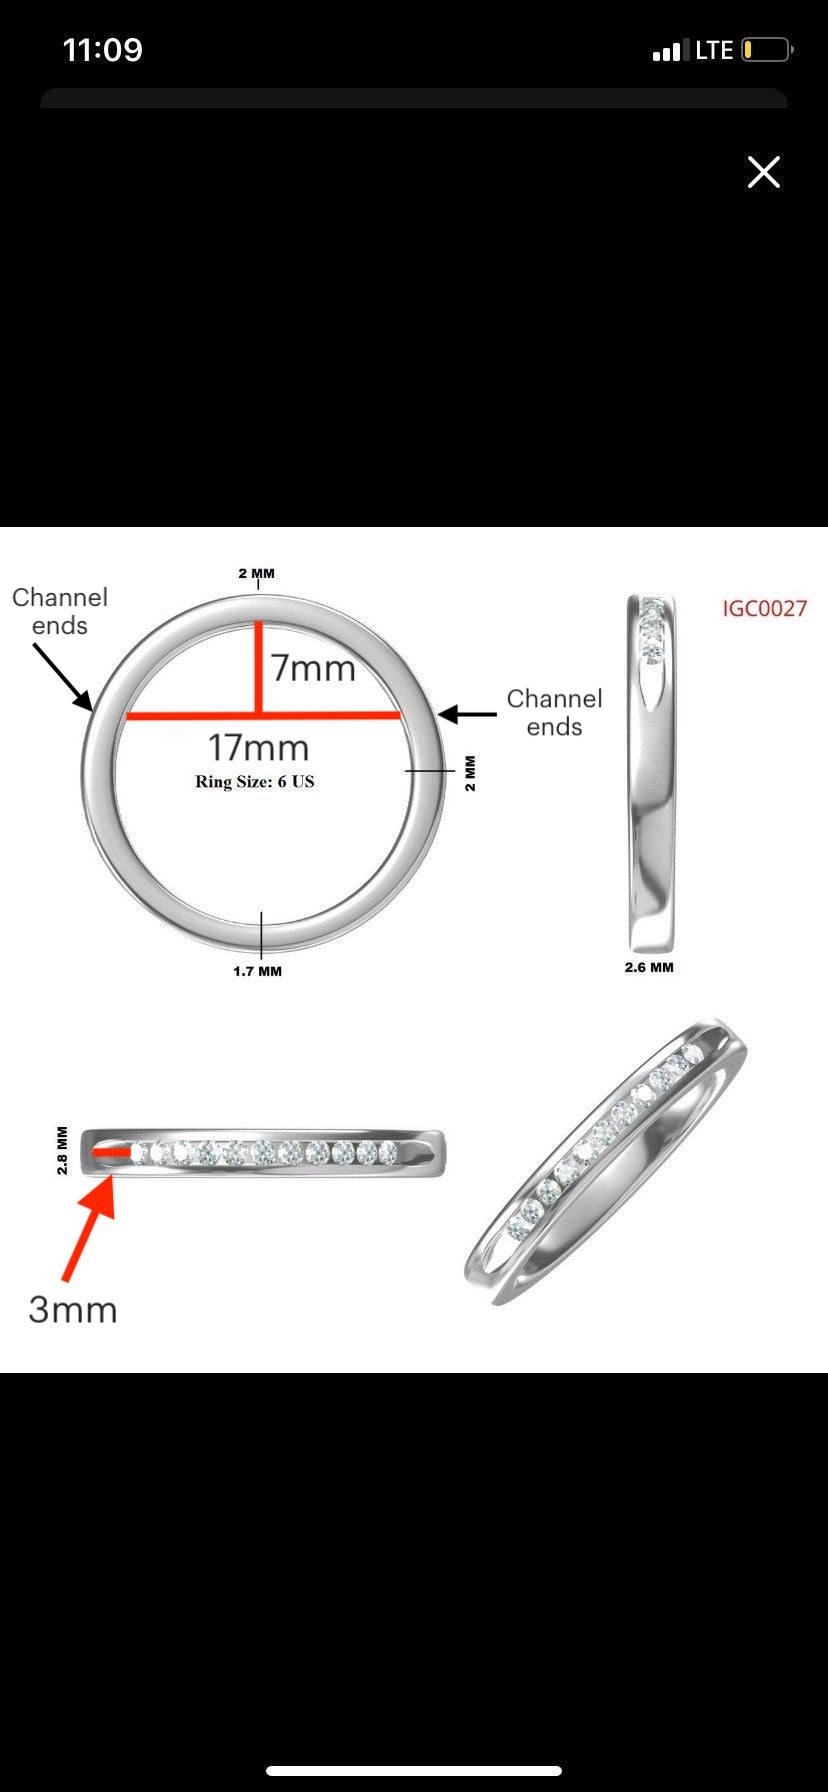 11:09
LTE
2 MM
Channel
ends
IGC0027
7mm
Channel
ends
17mm
Ring Size: 6 US
2 MM
1.7 MM
2.6 MM
2.8 MM
3mm